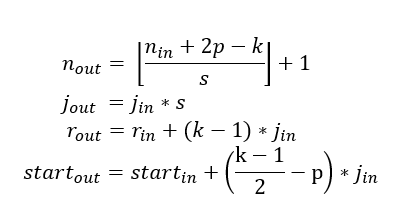 n_out = ⌊(n_in + 2p − k)/s⌋ + 1
j_out = j_in * s
r_out = r_in + (k − 1) * j_in
start_out = start_in + ((k − 1)/2 − p) * j_in